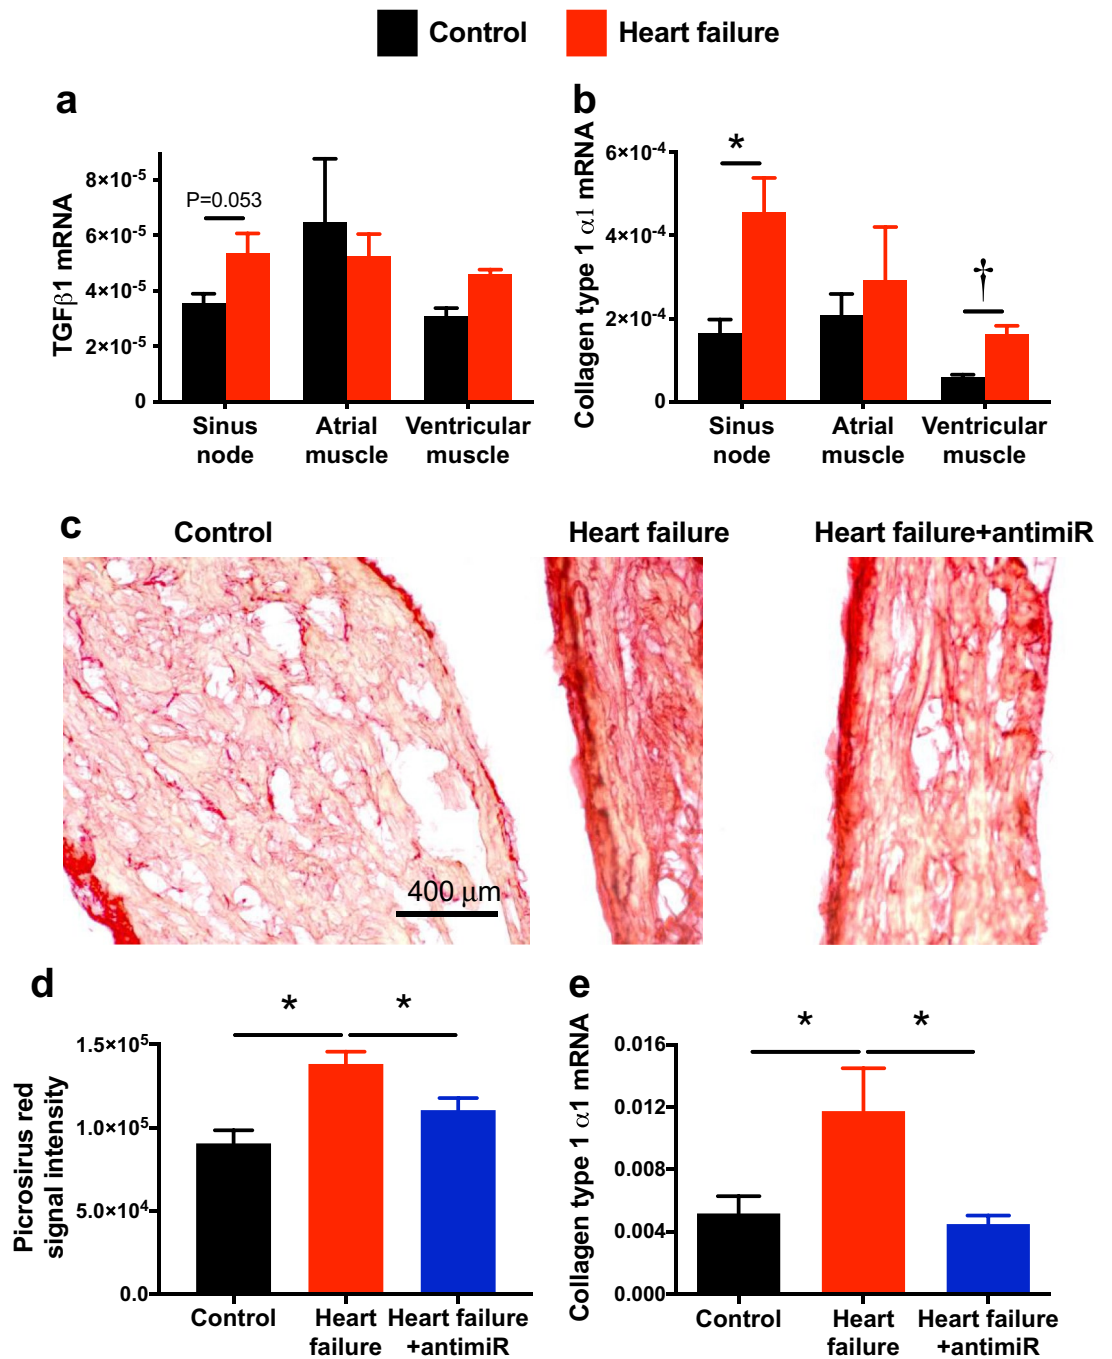 Control
Heart failure
a
TGFβ1 mRNA
8×10⁻⁵
6×10⁻⁵
4×10⁻⁵
2×10⁻⁵
0
P=0.053
Sinus
node
Atrial
muscle
Ventricular
muscle
b
Collagen type 1 α1 mRNA
6×10⁻⁴
4×10⁻⁴
2×10⁻⁴
0
*
†
Sinus
node
Atrial
muscle
Ventricular
muscle
c
Control
Heart failure
Heart failure+antimiR
400 μm
d
Picrosirus red
signal intensity
1.5×10⁵
1.0×10⁵
5.0×10⁴
0.0
*
*
Control
Heart
failure
Heart failure
+antimiR
e
Collagen type 1 α1 mRNA
0.016
0.012
0.008
0.004
0.000
*
*
Control
Heart
failure
Heart failure
+antimiR